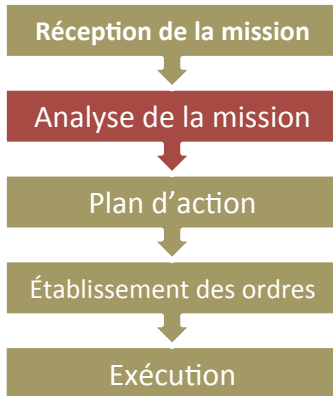 Réception de la mission
Analyse de la mission
Plan d’action
Établissement des ordres
Exécution